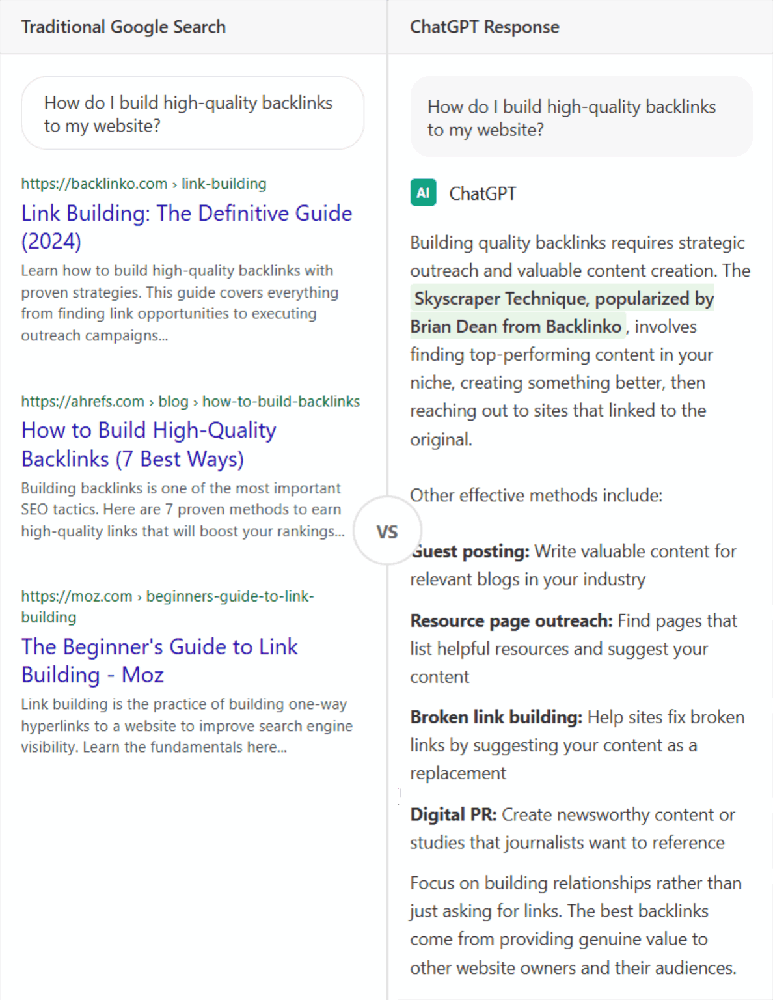 Traditional Google Search
How do I build high-quality backlinks
to my website?
https://backlinko.com › link-building
Link Building: The Definitive Guide
(2024)
Learn how to build high-quality backlinks with
proven strategies. This guide covers everything
from finding link opportunities to executing
outreach campaigns...
https://ahrefs.com › blog › how-to-build-backlinks
How to Build High-Quality
Backlinks (7 Best Ways)
Building backlinks is one of the most important
SEO tactics. Here are 7 proven methods to earn
high-quality links that will boost your rankings...
https://moz.com › beginners-guide-to-link-
building
The Beginner's Guide to Link
Building - Moz
Link building is the practice of building one-way
hyperlinks to a website to improve search engine
visibility. Learn the fundamentals here...
VS
ChatGPT Response
How do I build high-quality backlinks
to my website?
AI ChatGPT
Building quality backlinks requires strategic
outreach and valuable content creation. The
Skyscraper Technique, popularized by
Brian Dean from Backlinko , involves
finding top-performing content in your
niche, creating something better, then
reaching out to sites that linked to the
original.
Other effective methods include:
Guest posting: Write valuable content for
relevant blogs in your industry
Resource page outreach: Find pages that
list helpful resources and suggest your
content
Broken link building: Help sites fix broken
links by suggesting your content as a
replacement
Digital PR: Create newsworthy content or
studies that journalists want to reference
Focus on building relationships rather than
just asking for links. The best backlinks
come from providing genuine value to
other website owners and their audiences.